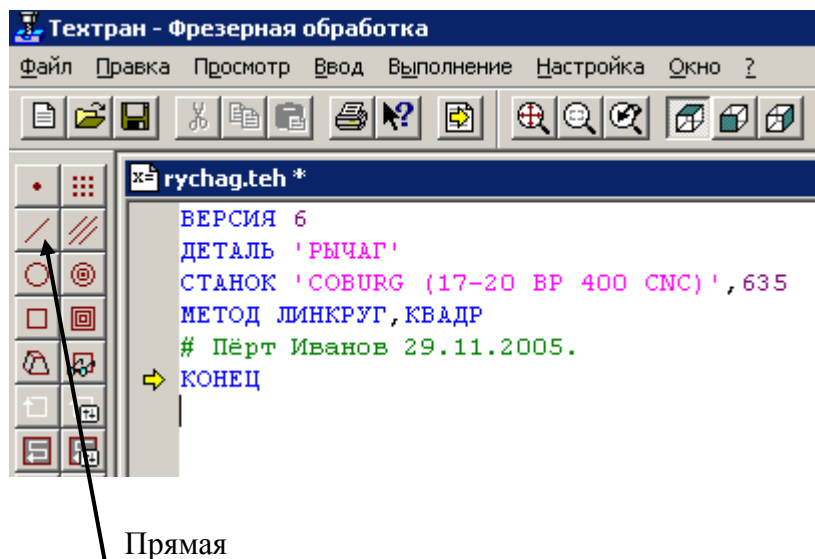 Техтран - Фрезерная обработка
Файл Правка Просмотр Ввод Выполнение Настройка Окно ?
rychag.teh *
ВЕРСИЯ 6
ДЕТАЛЬ 'РЫЧАГ'
СТАНОК 'COBURG (17-20 ВР 400 CNC)',635
МЕТОД ЛИНКРУГ,КВАДР
# Пёрт Иванов 29.11.2005.
КОНЕЦ
Прямая